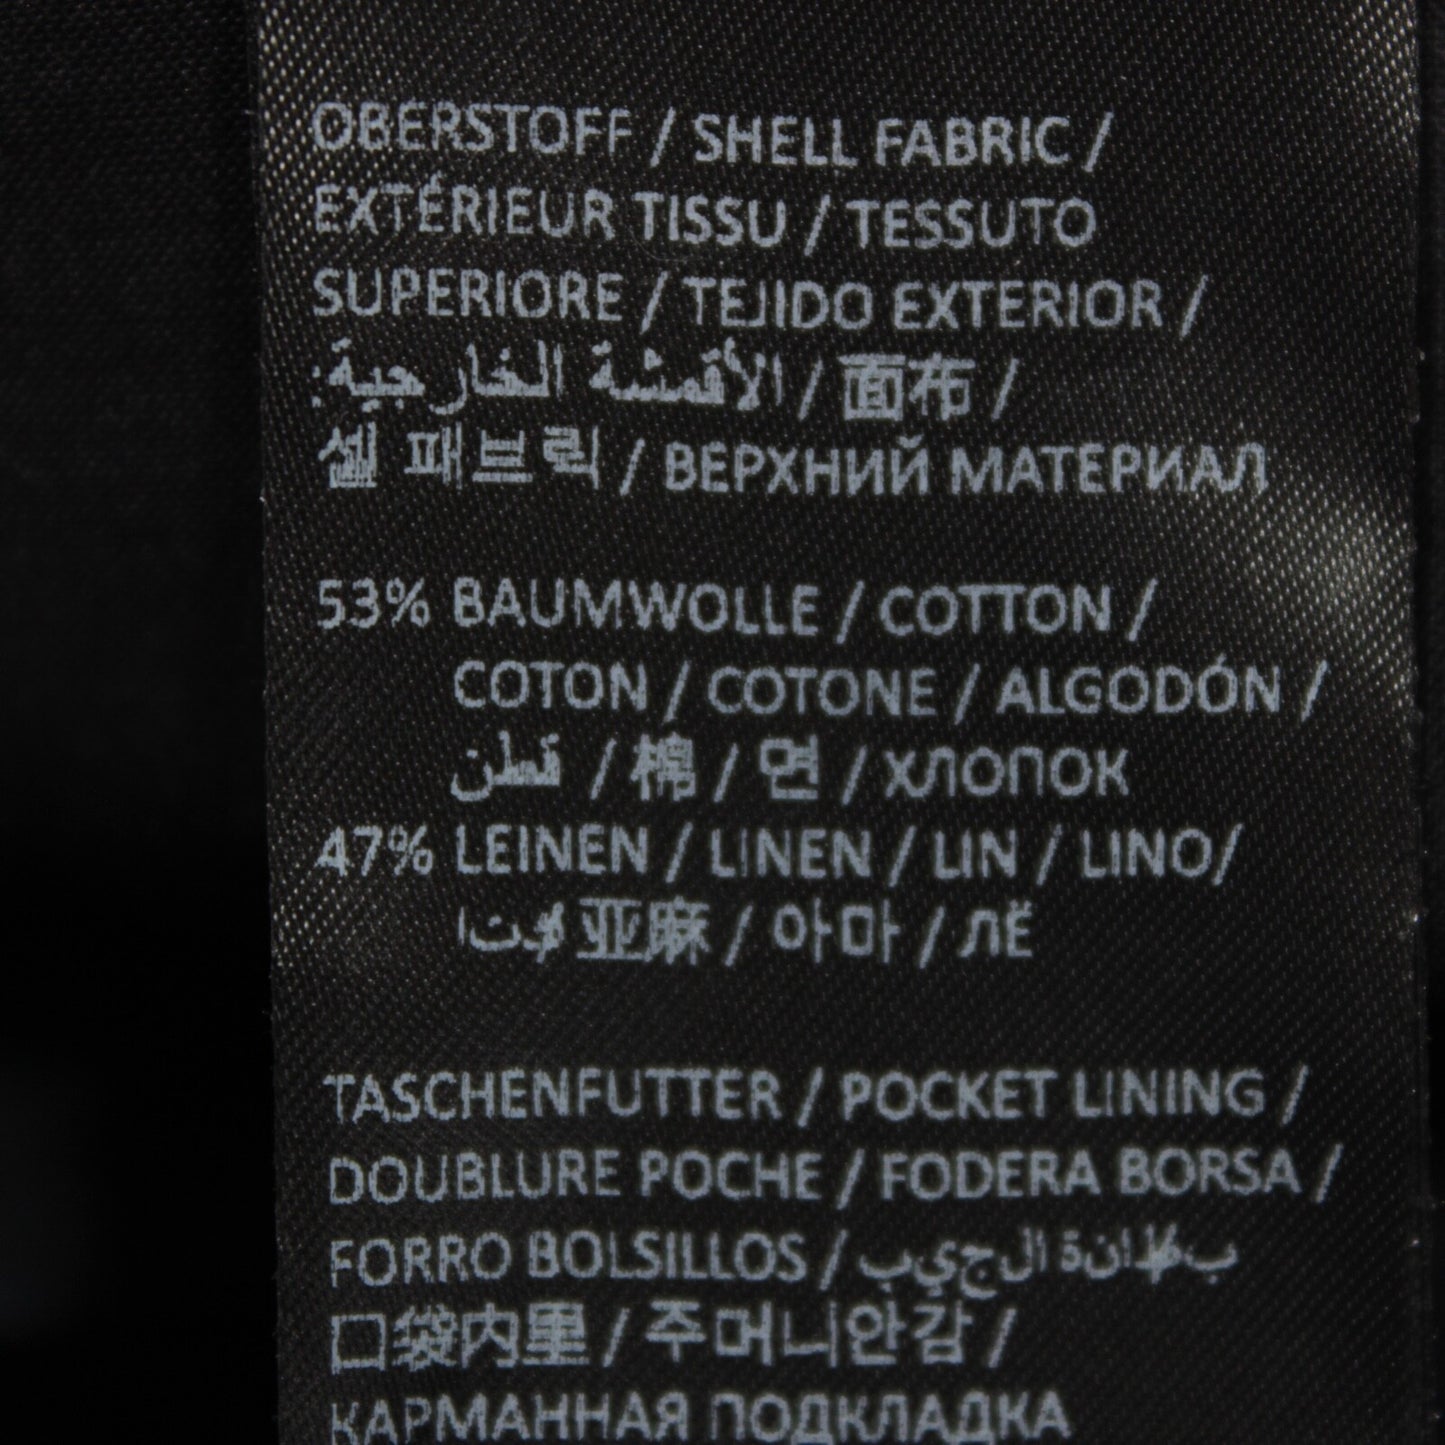 OBERSTOFF / SHELL FABRIC /
EXTÉRIEUR TISSU / TESSUTO
SUPERIORE / TEJIDO EXTERIOR /
الأقمشة الخارجية: / 面布 /
셸 패브릭 / ВЕРХНИЙ МАТЕРИАЛ
53% BAUMWOLLE / COTTON /
COTON / COTONE / ALGODÓN /
قطن / 棉 / 면 / ХЛОПОК
47% LEINEN / LINEN / LIN / LINO/
亚麻 / 아마 / ЛЁ
TASCHENFUTTER / POCKET LINING /
DOUBLURE POCHE / FODERA BORSA /
FORRO BOLSILLOS / بطانة الجيب
口袋内里 / 주머니안감 /
КАРМАННАЯ ПОДКЛАДКА